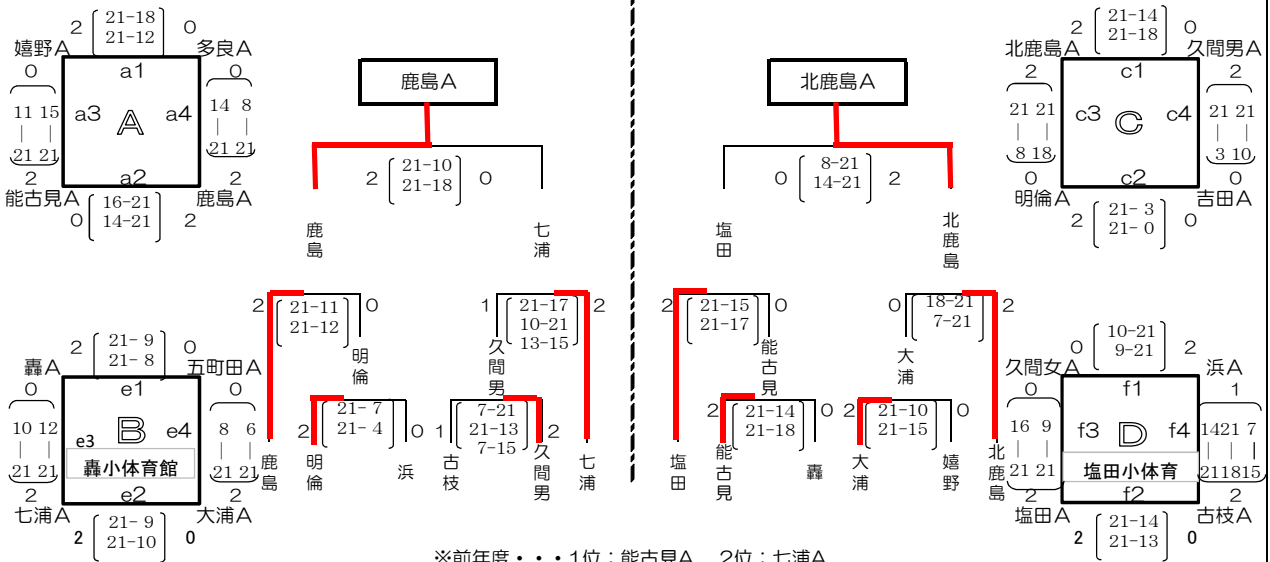 2 21-18 0
21-12
嬉野A 多良A
0 a1 0
11 15 a3 A a4 14 8
| | | |
21 21 21 21
2 a2 2
能古見A 鹿島A
0 16-21 2
14-21
鹿島A
2 21-10 0
21-18
鹿島
七浦
2 21-11 0
21-12
明倫
1 21-17 2
10-21
13-15
久間男
2 21- 7 0
21- 4
1 7-21 2
21-13
7-15
鹿島
明倫
浜
古枝
久間男
七浦
2 21- 9 0
21- 8
轟A 五町田A
0 e1 0
10 12 e3 B e4 8 6
| | | |
轟小体育館
21 21 21 21
2 e2 2
七浦A 大浦A
2 21- 9 0
21-10
北鹿島A
0 8-21 2
14-21
塩田
北鹿島
2 21-15 0
21-17
能古見
0 18-21 2
7-21
大浦
2 21-14 0
21-18
2 21-10 0
21-15
塩田
能古見
轟
大浦
嬉野
北鹿島
2 21-14 0
21-18
北鹿島A 久間男A
2 c1 2
21 21 c3 C c4 21 21
| | | |
8 18 3 10
0 c2 0
明倫A 吉田A
2 21- 3 0
21- 0
0 10-21 2
9-21
久間女A 浜A
0 f1 1
16 9 f3 D f4 14 21 7
| | | | |
塩田小体育
21 21 21 18 15
2 f2 2
塩田A 古枝A
2 21-14 0
21-13
※前年度・・・1位：能古見A 2位：七浦A